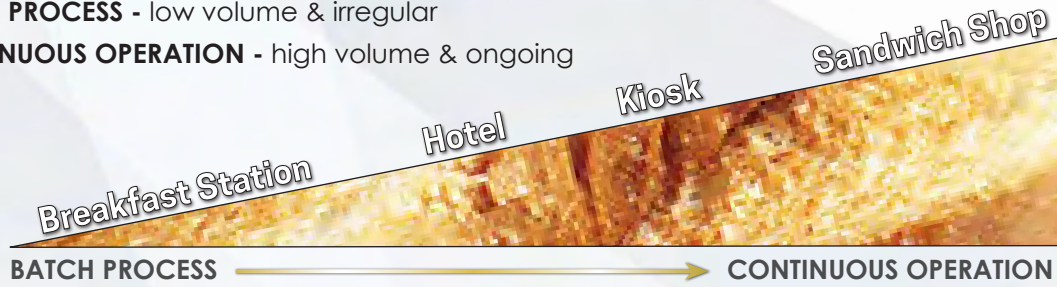 PROCESS - low volume & irregular
NUOUS OPERATION - high volume & ongoing
Sandwich Shop
Kiosk
Hotel
Breakfast Station
BATCH PROCESS
CONTINUOUS OPERATION